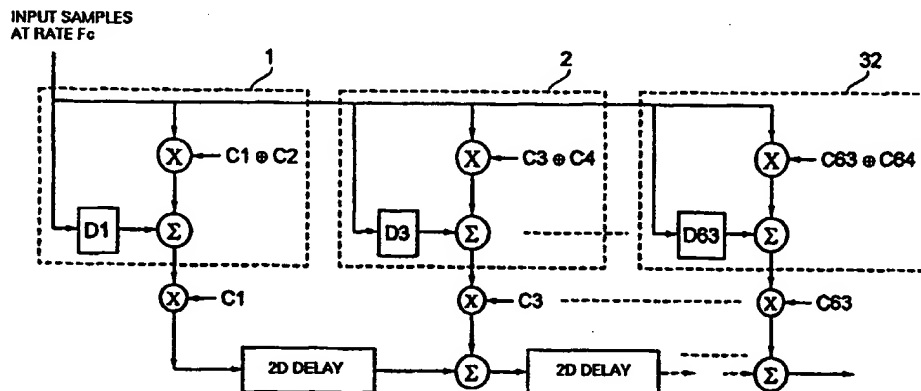 INPUT SAMPLES
AT RATE Fc
1
2
32
X
C1 ⊕ C2
X
C3 ⊕ C4
X
C63 ⊕ C64
D1
Σ
D3
Σ
D63
Σ
X
C1
X
C3
X
C63
2D DELAY
Σ
2D DELAY
Σ